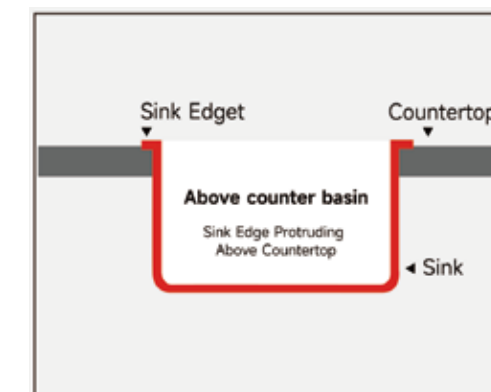 Sink Edget
Countertop
Above counter basin
Sink Edge Protruding
Above Countertop
Sink